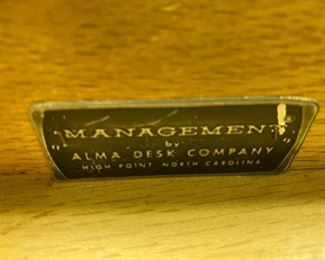 "MANAGEMENT"®
by
ALMA DESK COMPANY
HIGH POINT NORTH CAROLINA